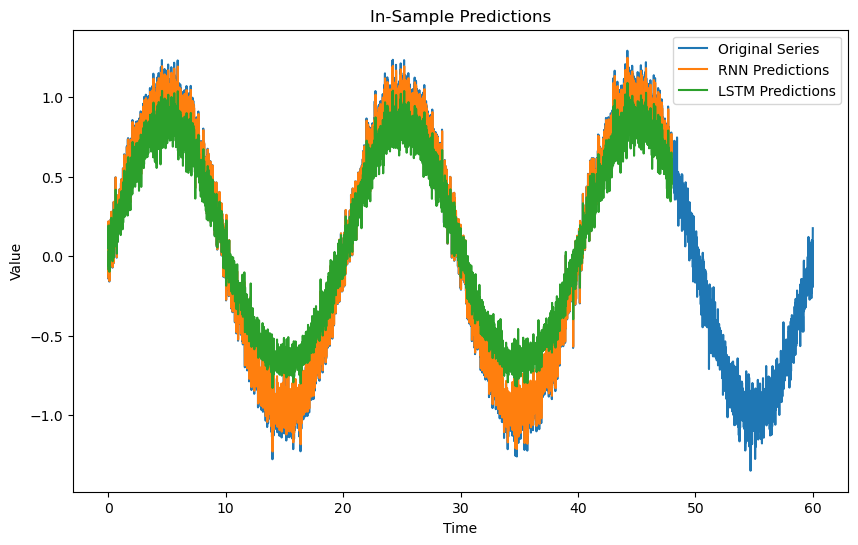 In-Sample Predictions
Original Series
RNN Predictions
LSTM Predictions
1.0
0.5
0.0
−0.5
−1.0
Value
0 10 20 30 40 50 60
Time